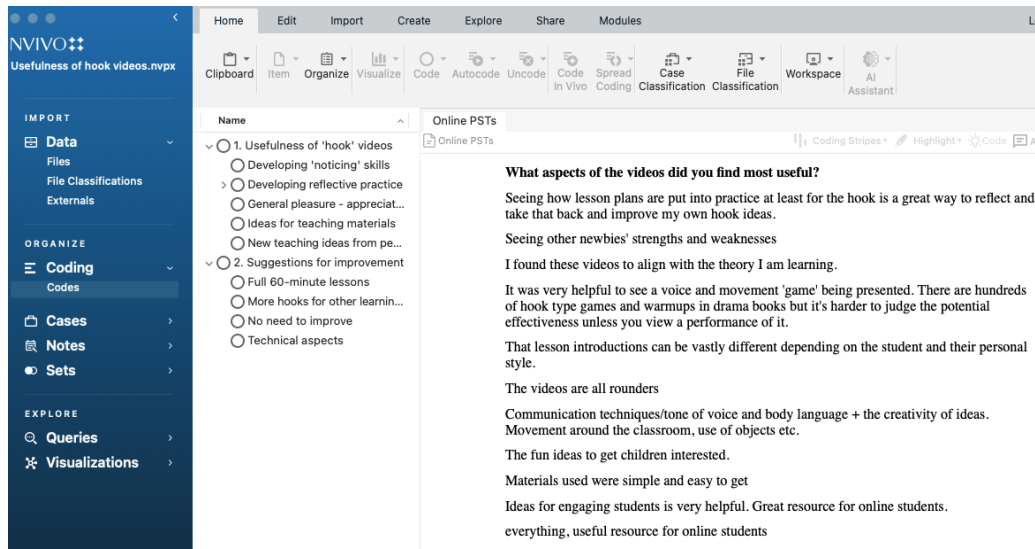 Home Edit Import Create Explore Share Modules
NVIVO
Usefulness of hook videos.nvpx
Clipboard Item Organize Visualize Code Autocode Uncode Code In Vivo Spread Coding Case Classification File Classification Workspace AI Assistant
IMPORT
Data
Files
File Classifications
Externals
ORGANIZE
Coding
Codes
Cases
Notes
Sets
EXPLORE
Queries
Visualizations
Name
1. Usefulness of 'hook' videos
Developing 'noticing' skills
Developing reflective practice
General pleasure - appreciat...
Ideas for teaching materials
New teaching ideas from pe...
2. Suggestions for improvement
Full 60-minute lessons
More hooks for other learnin...
No need to improve
Technical aspects
Online PSTs
Online PSTs Coding Stripes Highlight Code
What aspects of the videos did you find most useful?
Seeing how lesson plans are put into practice at least for the hook is a great way to reflect and
take that back and improve my own hook ideas.
Seeing other newbies' strengths and weaknesses
I found these videos to align with the theory I am learning.
It was very helpful to see a voice and movement 'game' being presented. There are hundreds
of hook type games and warmups in drama books but it's harder to judge the potential
effectiveness unless you view a performance of it.
That lesson introductions can be vastly different depending on the student and their personal
style.
The videos are all rounders
Communication techniques/tone of voice and body language + the creativity of ideas.
Movement around the classroom, use of objects etc.
The fun ideas to get children interested.
Materials used were simple and easy to get
Ideas for engaging students is very helpful. Great resource for online students.
everything, useful resource for online students